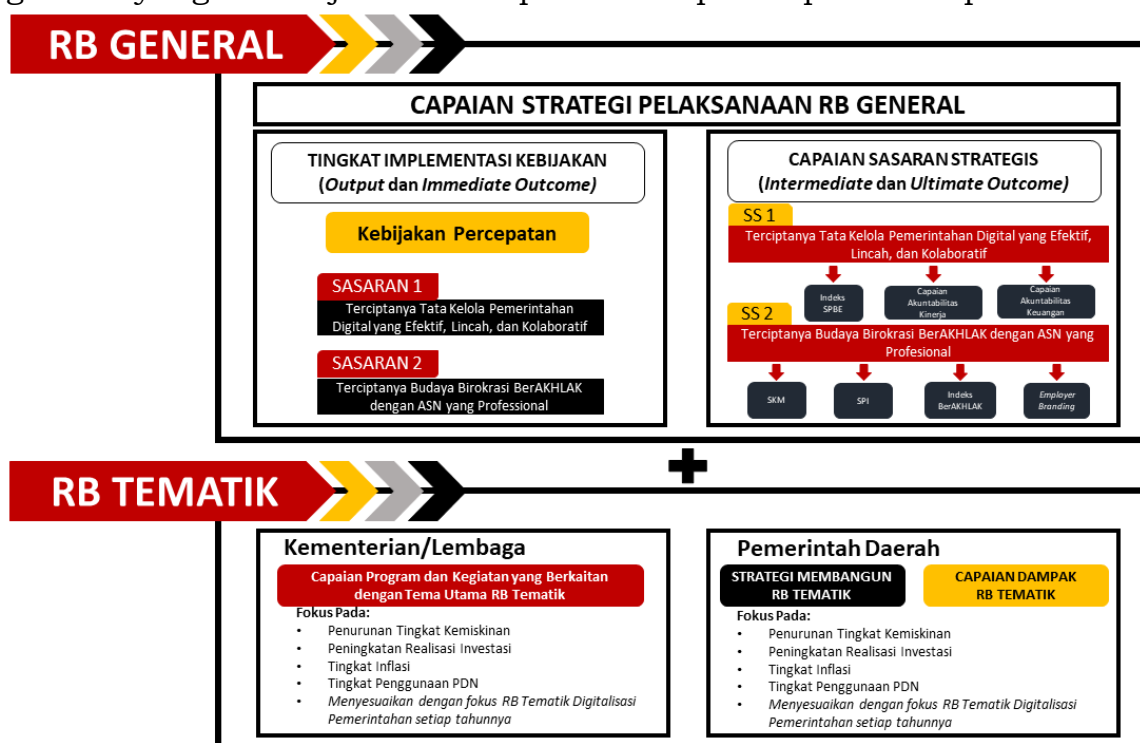 RB GENERAL
CAPAIAN STRATEGI PELAKSANAAN RB GENERAL
TINGKAT IMPLEMENTASI KEBIJAKAN
(Output dan Immediate Outcome)
Kebijakan Percepatan
SASARAN 1
Terciptanya Tata Kelola Pemerintahan
Digital yang Efektif, Lincah, dan Kolaboratif
SASARAN 2
Terciptanya Budaya Birokrasi BerAKHLAK
dengan ASN yang Professional
CAPAIAN SASARAN STRATEGIS
(Intermediate dan Ultimate Outcome)
SS 1
Terciptanya Tata Kelola Pemerintahan Digital yang Efektif,
Lincah, dan Kolaboratif
Indeks
SPBE
Capaian
Akuntabilitas
Kinerja
Capaian
Akuntabilitas
Keuangan
SS 2
Terciptanya Budaya Birokrasi BerAKHLAK dengan ASN yang
Profesional
SKM
SPI
Indeks
BerAKHLAK
Employer
Branding
+
RB TEMATIK
Kementerian/Lembaga
Capaian Program dan Kegiatan yang Berkaitan
dengan Tema Utama RB Tematik
Fokus Pada:
• Penurunan Tingkat Kemiskinan
• Peningkatan Realisasi Investasi
• Tingkat Inflasi
• Tingkat Penggunaan PDN
• Menyesuaikan dengan fokus RB Tematik Digitalisasi
Pemerintahan setiap tahunnya
Pemerintah Daerah
STRATEGI MEMBANGUN
RB TEMATIK
CAPAIAN DAMPAK
RB TEMATIK
Fokus Pada:
• Penurunan Tingkat Kemiskinan
• Peningkatan Realisasi Investasi
• Tingkat Inflasi
• Tingkat Penggunaan PDN
• Menyesuaikan dengan fokus RB Tematik Digitalisasi
Pemerintahan setiap tahunnya